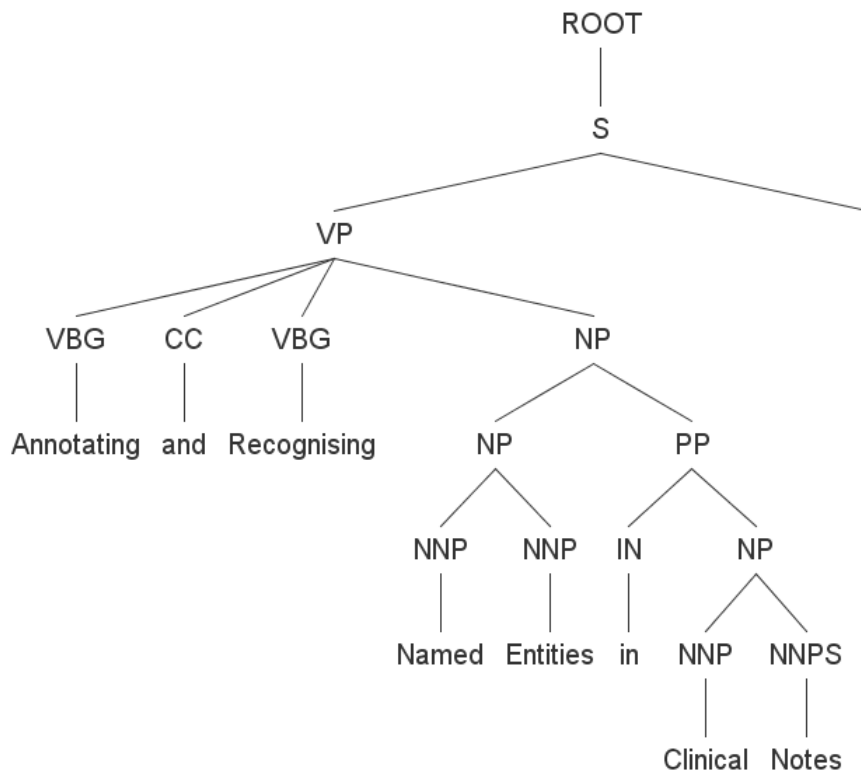 ROOT
S
VP
VBG CC VBG NP
Annotating and Recognising NP PP
NNP NNP IN NP
Named Entities in NNP NNPS
Clinical Notes